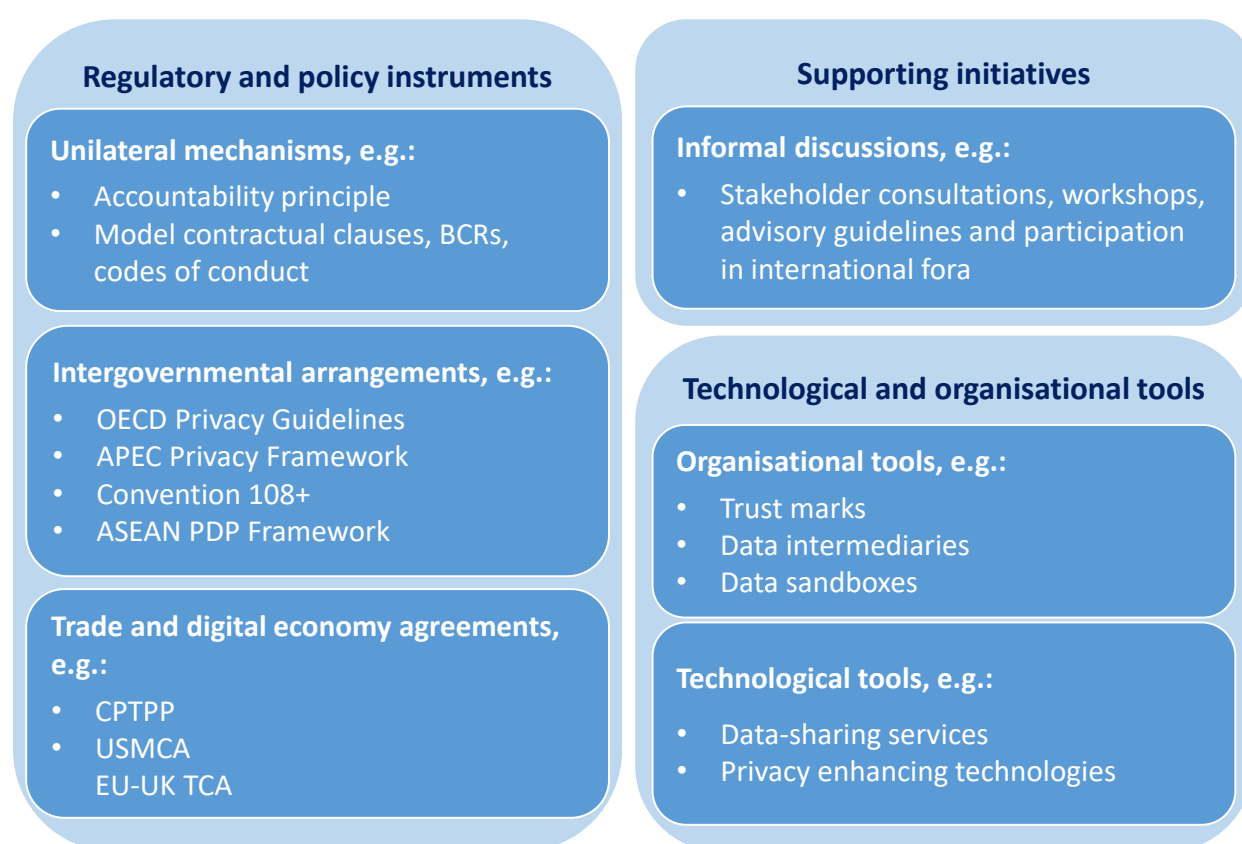 Regulatory and policy instruments
Unilateral mechanisms, e.g.:
• Accountability principle
• Model contractual clauses, BCRs,
codes of conduct
Intergovernmental arrangements, e.g.:
• OECD Privacy Guidelines
• APEC Privacy Framework
• Convention 108+
• ASEAN PDP Framework
Trade and digital economy agreements,
e.g.:
• CPTPP
• USMCA
EU-UK TCA
Supporting initiatives
Informal discussions, e.g.:
• Stakeholder consultations, workshops,
advisory guidelines and participation
in international fora
Technological and organisational tools
Organisational tools, e.g.:
• Trust marks
• Data intermediaries
• Data sandboxes
Technological tools, e.g.:
• Data-sharing services
• Privacy enhancing technologies